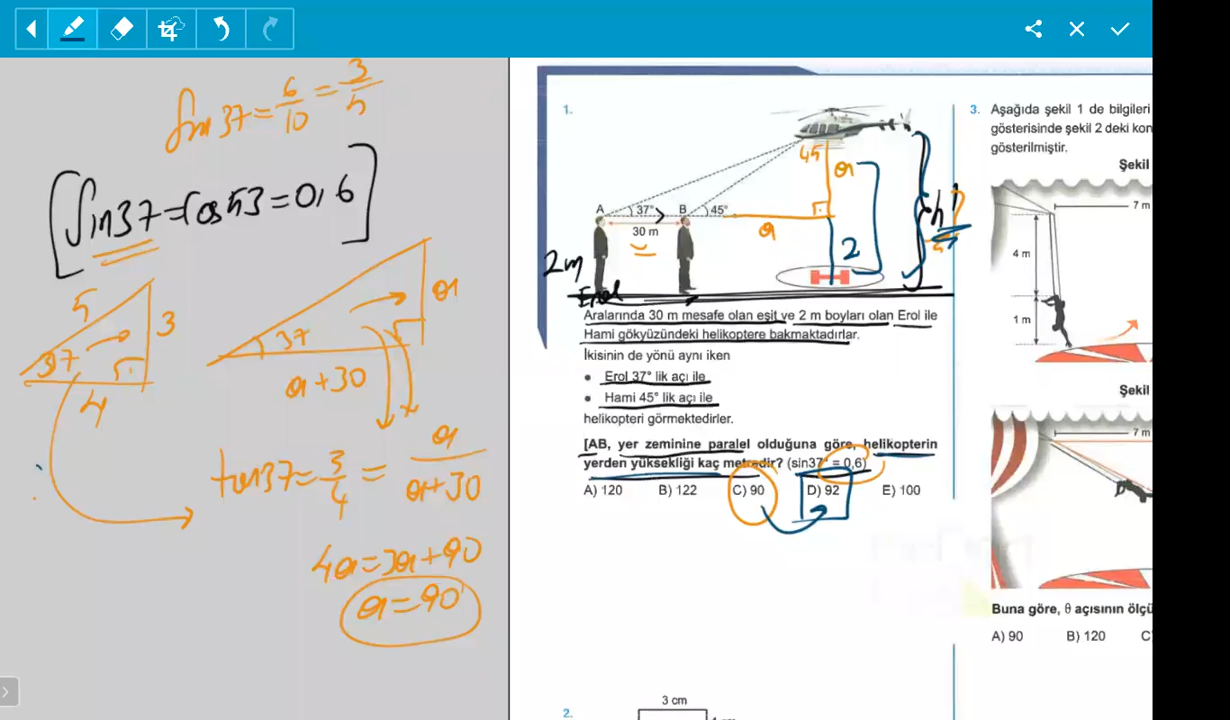 sin37 = 6/10 = 3/5
[Sin37 = Cos53 = 0,6]
5
3
37
4
37
a
a+30
tan37 = 3/4 = a/a+30
4a = 3a + 90
a = 90
1.
A
37°
B
45°
30 m
45
a
a
2
h
2m
Erol
Aralarında 30 m mesafe olan eşit ve 2 m boyları olan Erol ile
Hami gökyüzündeki helikoptere bakmaktadırlar.
İkisinin de yönü aynı iken
• Erol 37° lik açı ile
• Hami 45° lik açı ile
helikopteri görmektedirler.
[AB, yer zeminine paralel olduğuna göre, helikopterin
yerden yüksekliği kaç metredir? (sin37° = 0,6)
A) 120 B) 122 C) 90 D) 92 E) 100
2.
3 cm
3. Aşağıda şekil 1 de bilgileri
gösterisinde şekil 2 deki kon
gösterilmiştir.
Şekil
7 m
4 m
1 m
Şekil
7 m
Buna göre, θ açısının ölçü
A) 90 B) 120 C